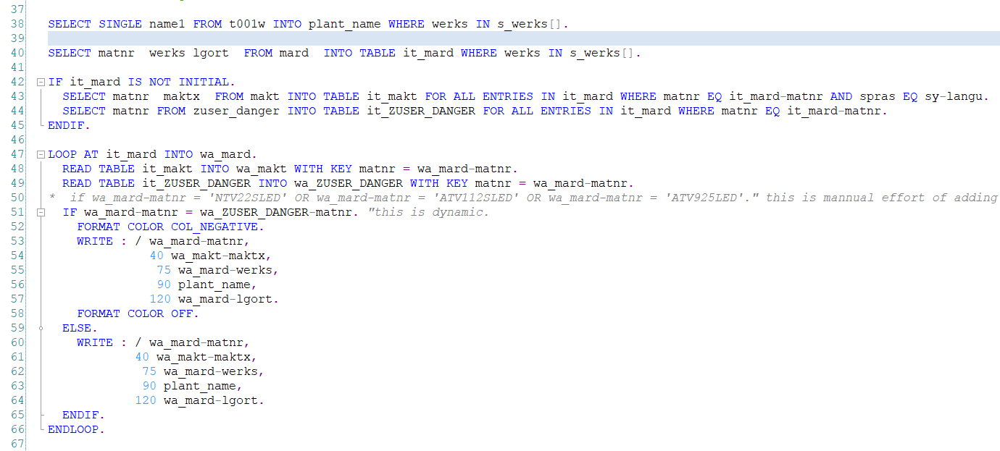 37
38 SELECT SINGLE name1 FROM t001w INTO plant_name WHERE werks IN s_werks[].
39
40 SELECT matnr  werks lgort  FROM mard  INTO TABLE it_mard WHERE werks IN s_werks[].
41
42 IF it_mard IS NOT INITIAL.
43 SELECT matnr  maktx  FROM makt INTO TABLE it_makt FOR ALL ENTRIES IN it_mard WHERE matnr EQ it_mard-matnr AND spras EQ sy-langu.
44 SELECT matnr FROM zuser_danger INTO TABLE it_ZUSER_DANGER FOR ALL ENTRIES IN it_mard WHERE matnr EQ it_mard-matnr.
45 ENDIF.
46
47 LOOP AT it_mard INTO wa_mard.
48 READ TABLE it_makt INTO wa_makt WITH KEY matnr = wa_mard-matnr.
49 READ TABLE it_ZUSER_DANGER INTO wa_ZUSER_DANGER WITH KEY matnr = wa_mard-matnr.
50 *  if wa_mard-matnr = 'NTV22SLED' OR wa_mard-matnr = 'ATV112SLED' OR wa_mard-matnr = 'ATV925LED'." this is mannual effort of adding
51 IF wa_mard-matnr = wa_ZUSER_DANGER-matnr. "this is dynamic.
52 FORMAT COLOR COL_NEGATIVE.
53 WRITE : / wa_mard-matnr,
54 40 wa_makt-maktx,
55 75 wa_mard-werks,
56 90 plant_name,
57 120 wa_mard-lgort.
58 FORMAT COLOR OFF.
59 ELSE.
60 WRITE : / wa_mard-matnr,
61 40 wa_makt-maktx,
62 75 wa_mard-werks,
63 90 plant_name,
64 120 wa_mard-lgort.
65 ENDIF.
66 ENDLOOP.
67